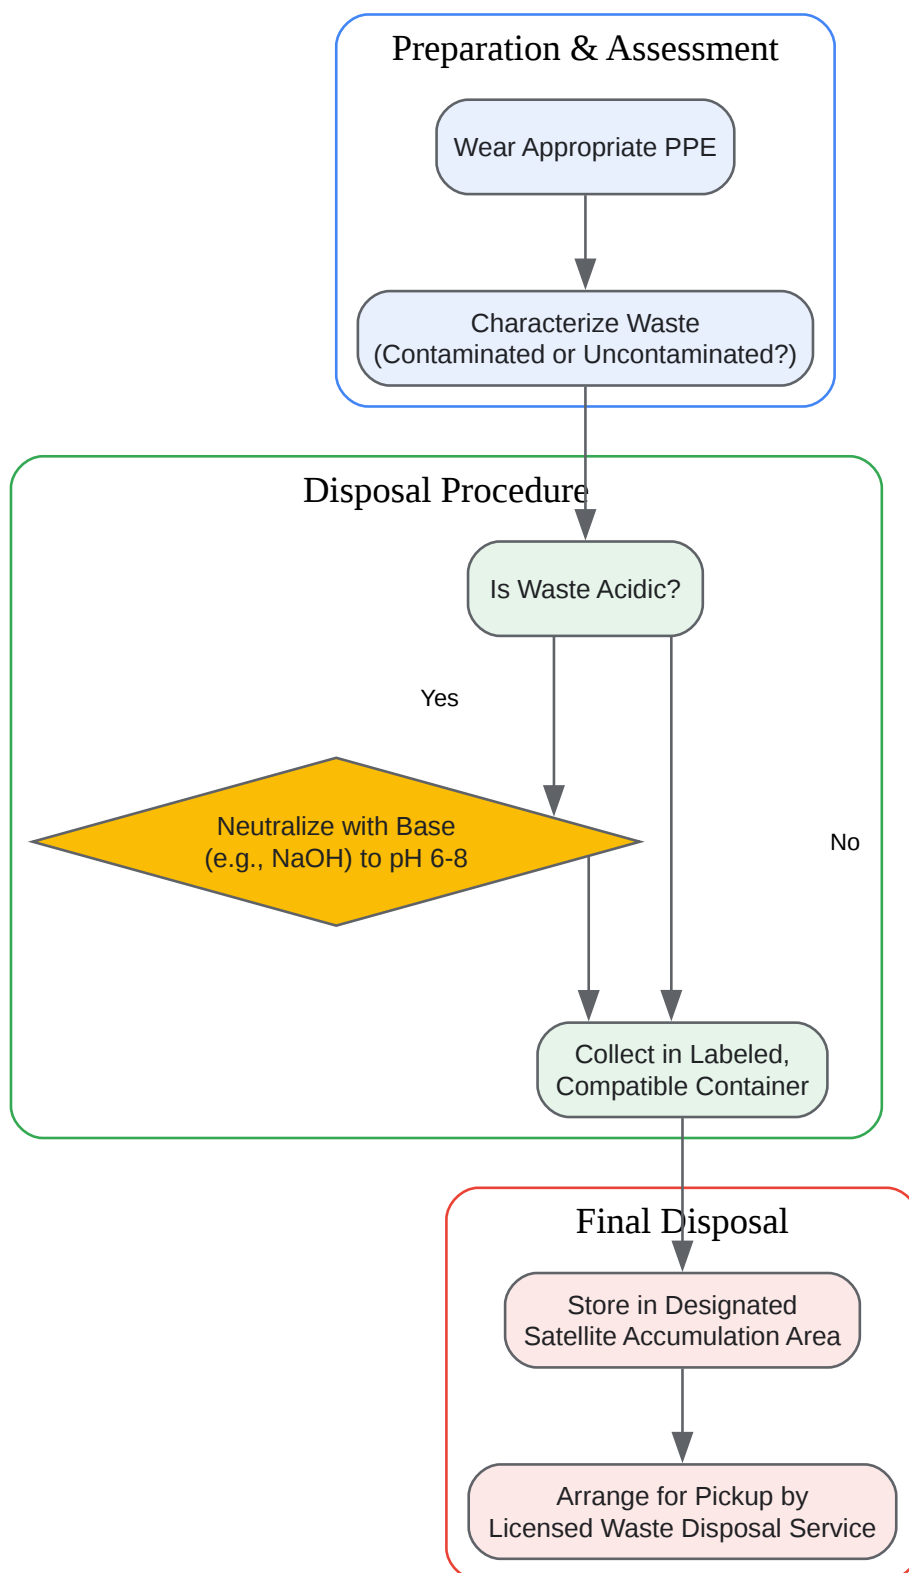 Preparation & Assessment
Wear Appropriate PPE
Characterize Waste
(Contaminated or Uncontaminated?)
Disposal Procedure
Is Waste Acidic?
Yes
Neutralize with Base
(e.g., NaOH) to pH 6-8
No
Collect in Labeled,
Compatible Container
Final Disposal
Store in Designated
Satellite Accumulation Area
Arrange for Pickup by
Licensed Waste Disposal Service